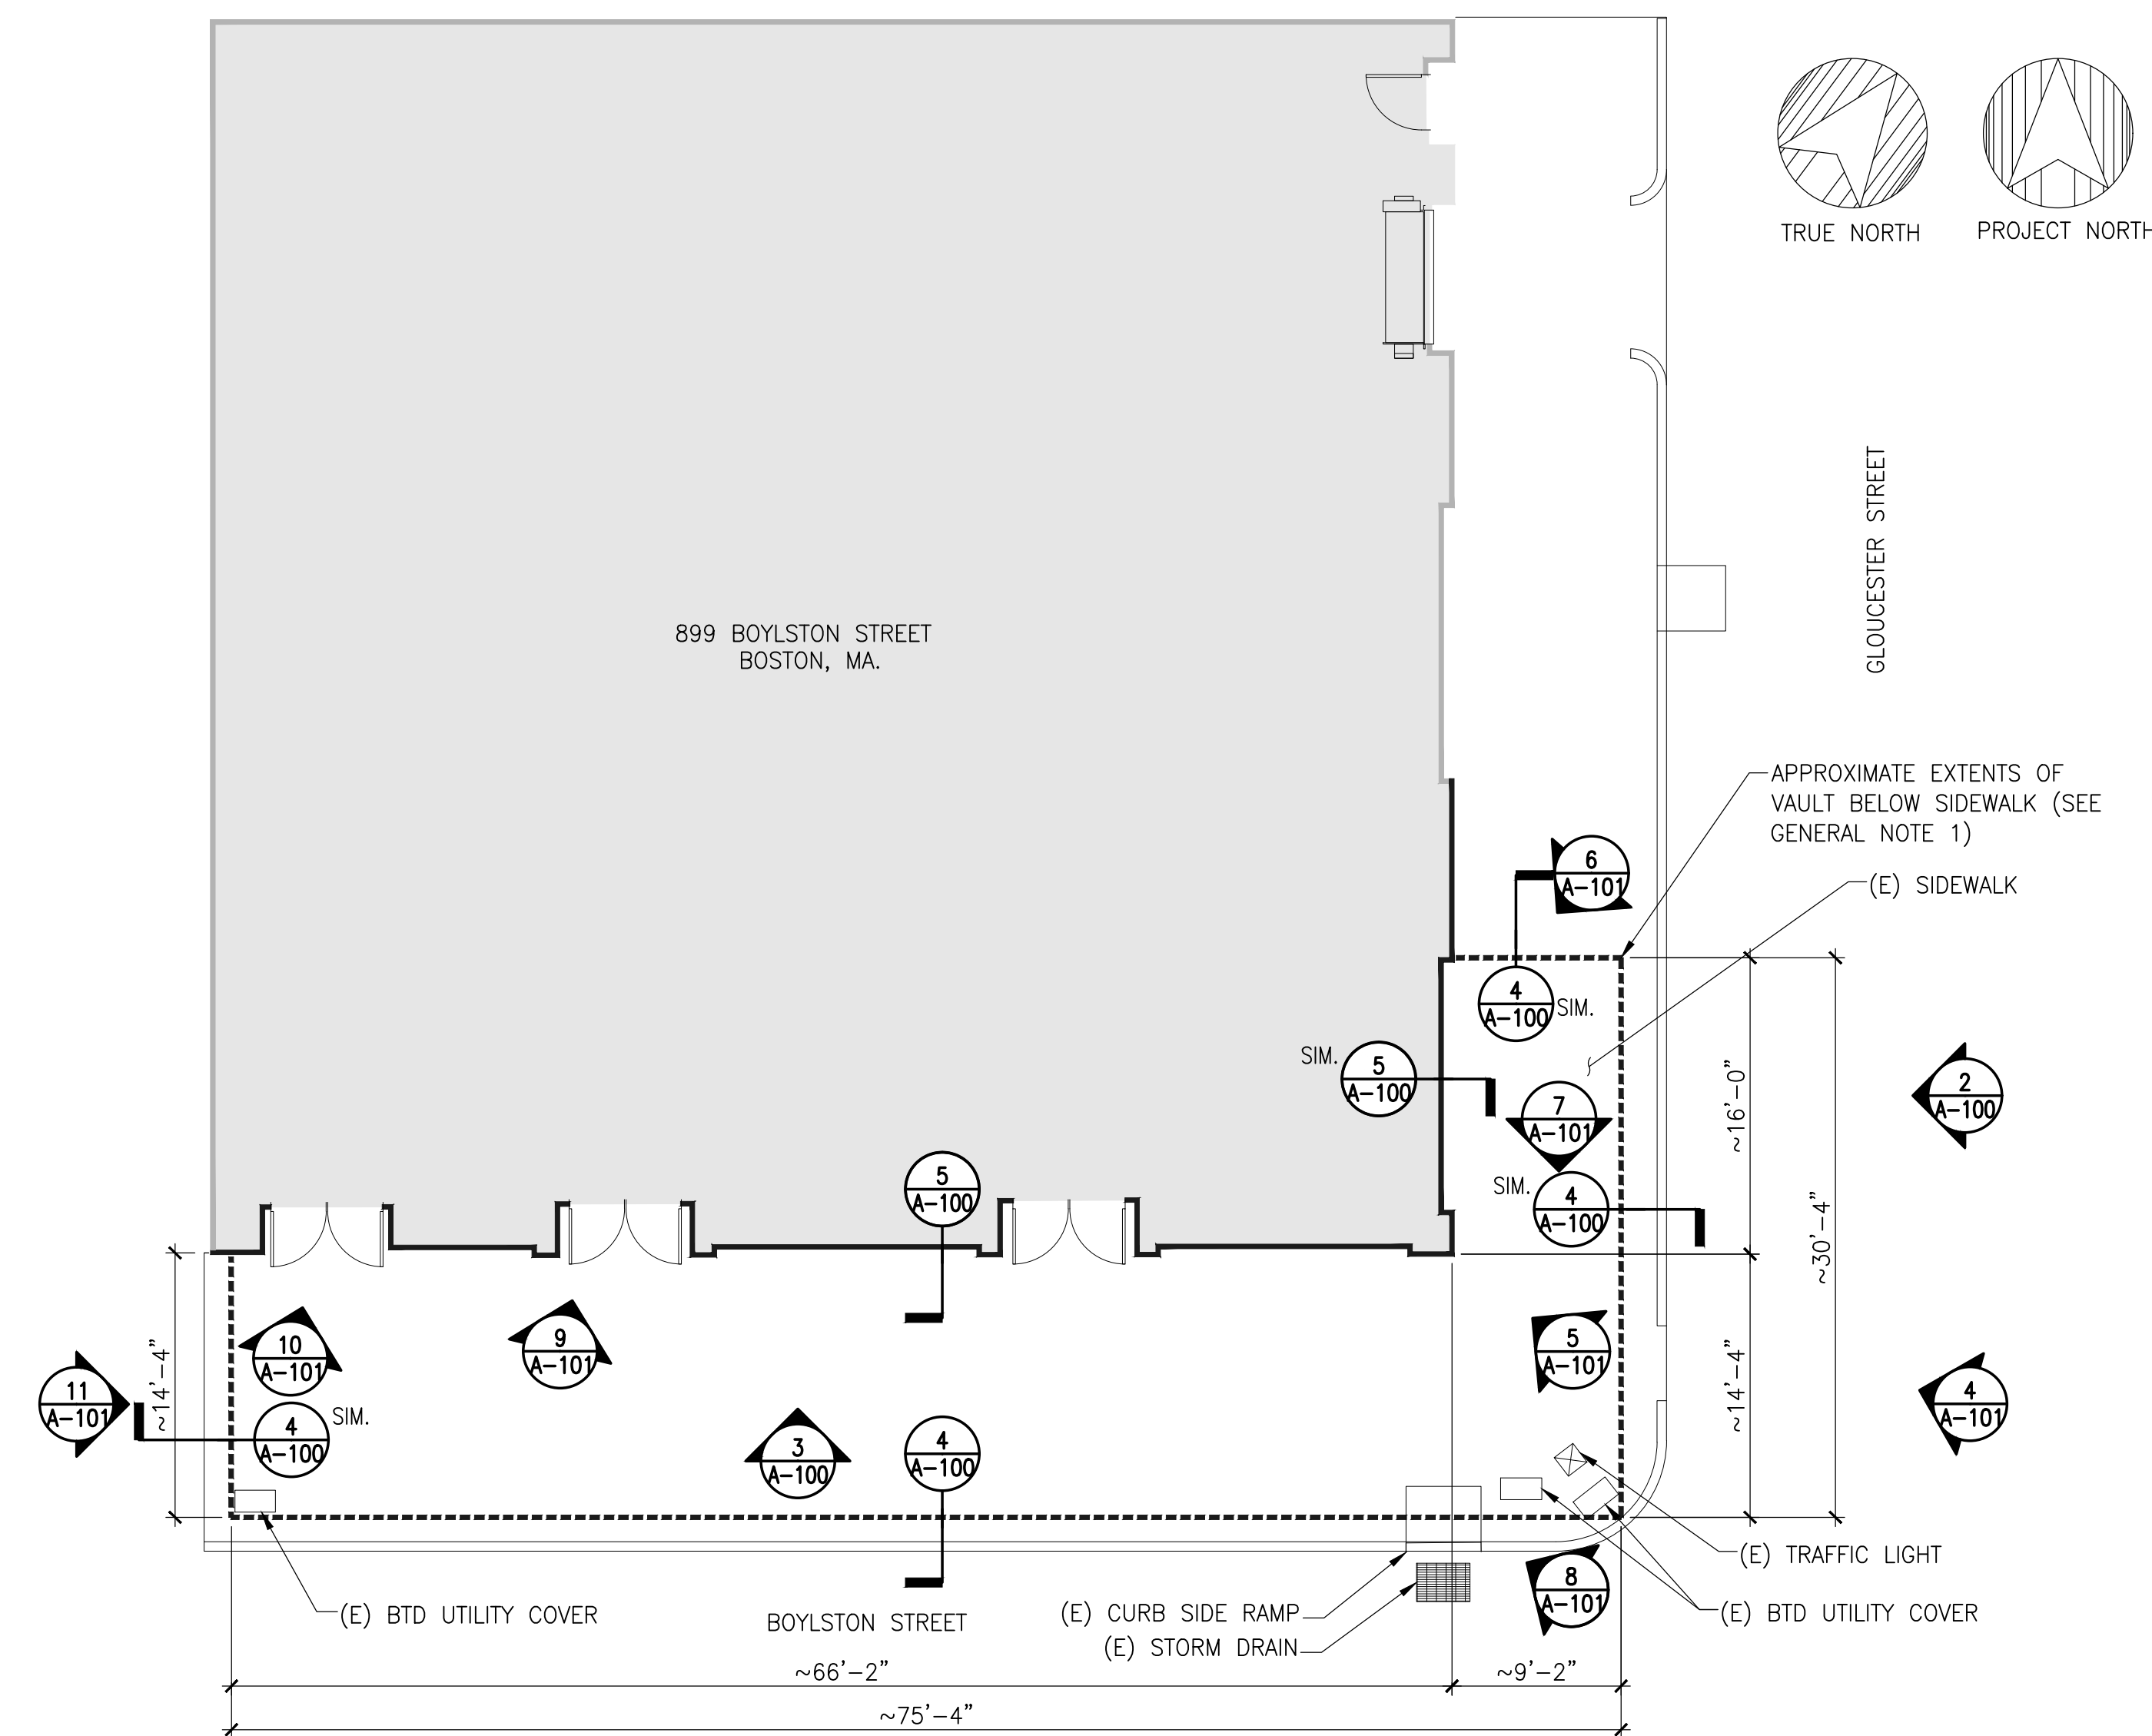 TRUE NORTH
PROJECT NORTH
GLOUCESTER STREET
899 BOYLSTON STREET
BOSTON, MA.
APPROXIMATE EXTENTS OF
VAULT BELOW SIDEWALK (SEE
GENERAL NOTE 1)
(E) SIDEWALK
6
A-101
4
A-100
SIM.
SIM.
5
A-100
7
A-101
2
A-100
~16'-0"
SIM.
4
A-100
~30'-4"
5
A-100
~14'-4"
10
A-101
9
A-101
5
A-101
~14'-4"
11
A-101
4
A-100
SIM.
3
A-100
4
A-100
4
A-101
(E) TRAFFIC LIGHT
8
A-101
(E) BTD UTILITY COVER
BOYLSTON STREET
(E) CURB SIDE RAMP
(E) STORM DRAIN
(E) BTD UTILITY COVER
~66'-2"
~9'-2"
~75'-4"